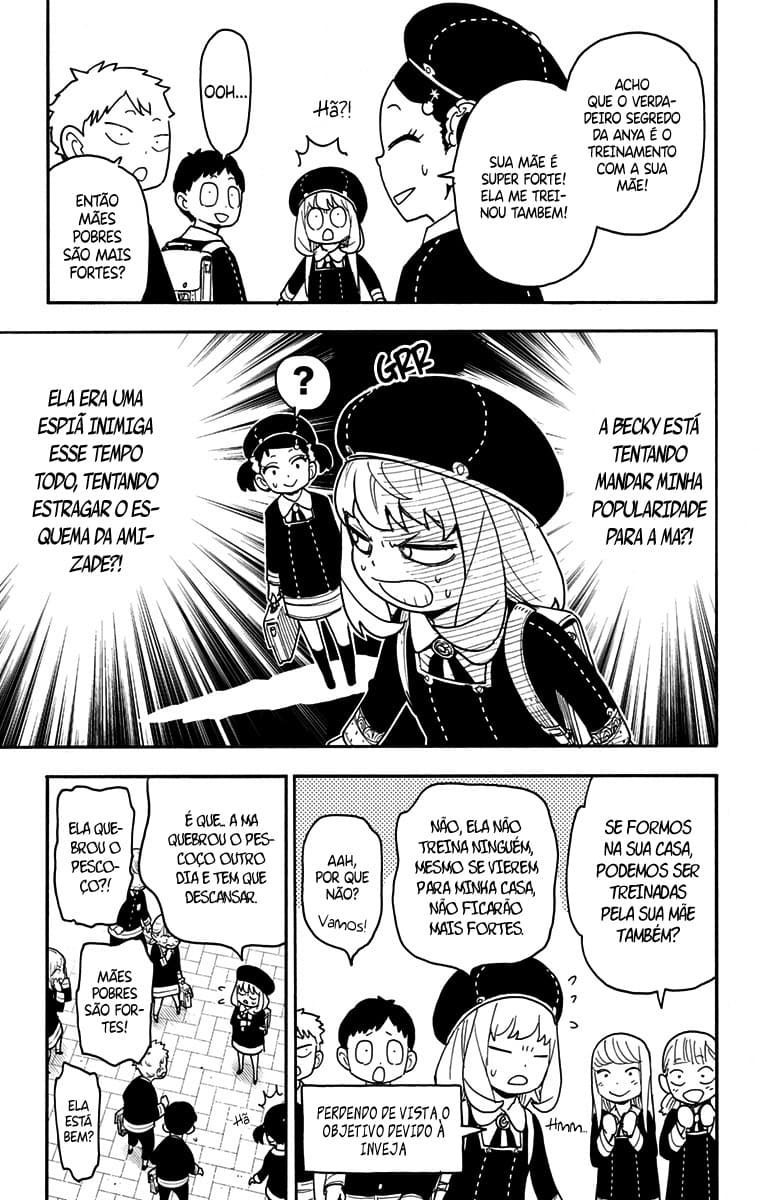 ACHO
QUE O VERDA-
DEIRO SEGREDO
DA ANYA É O
TREINAMENTO
COM A SUA
MÃE!
SUA MÃE É
SUPER FORTE!
ELA ME TREI-
NOU TAMBEM!
Hã?!
OOH...
ENTÃO
MÃES
POBRES
SÃO MAIS
FORTES?
GRR
?
A BECKY ESTÁ
TENTANDO
MANDAR MINHA
POPULARIDADE
PARA A MA?!
ELA ERA UMA
ESPIÃ INIMIGA
ESSE TEMPO
TODO, TENTANDO
ESTRAGAR O ES-
QUEMA DA AMI-
ZADE?!
SE FORMOS
NA SUA CASA,
PODEMOS SER
TREINADAS
PELA SUA MÃE
TAMBÉM?
NÃO, ELA NÃO
TREINA NINGUÉM,
MESMO SE VIEREM
PARA MINHA CASA,
NÃO FICARÃO
MAIS FORTES.
AAH,
POR QUE
NÃO?
Vamos!
Hmm...
PERDENDO DE VISTA O
OBJETIVO DEVIDO À
INVEJA
É QUE... A MA
QUEBROU O PES-
COÇO OUTRO
DIA E TEM QUE
DESCANSAR.
ELA QUE-
BROU O
PESCO-
ÇO?!
MÃES
POBRES
SÃO FOR-
TES!
ELA
ESTÁ
BEM?
Hã